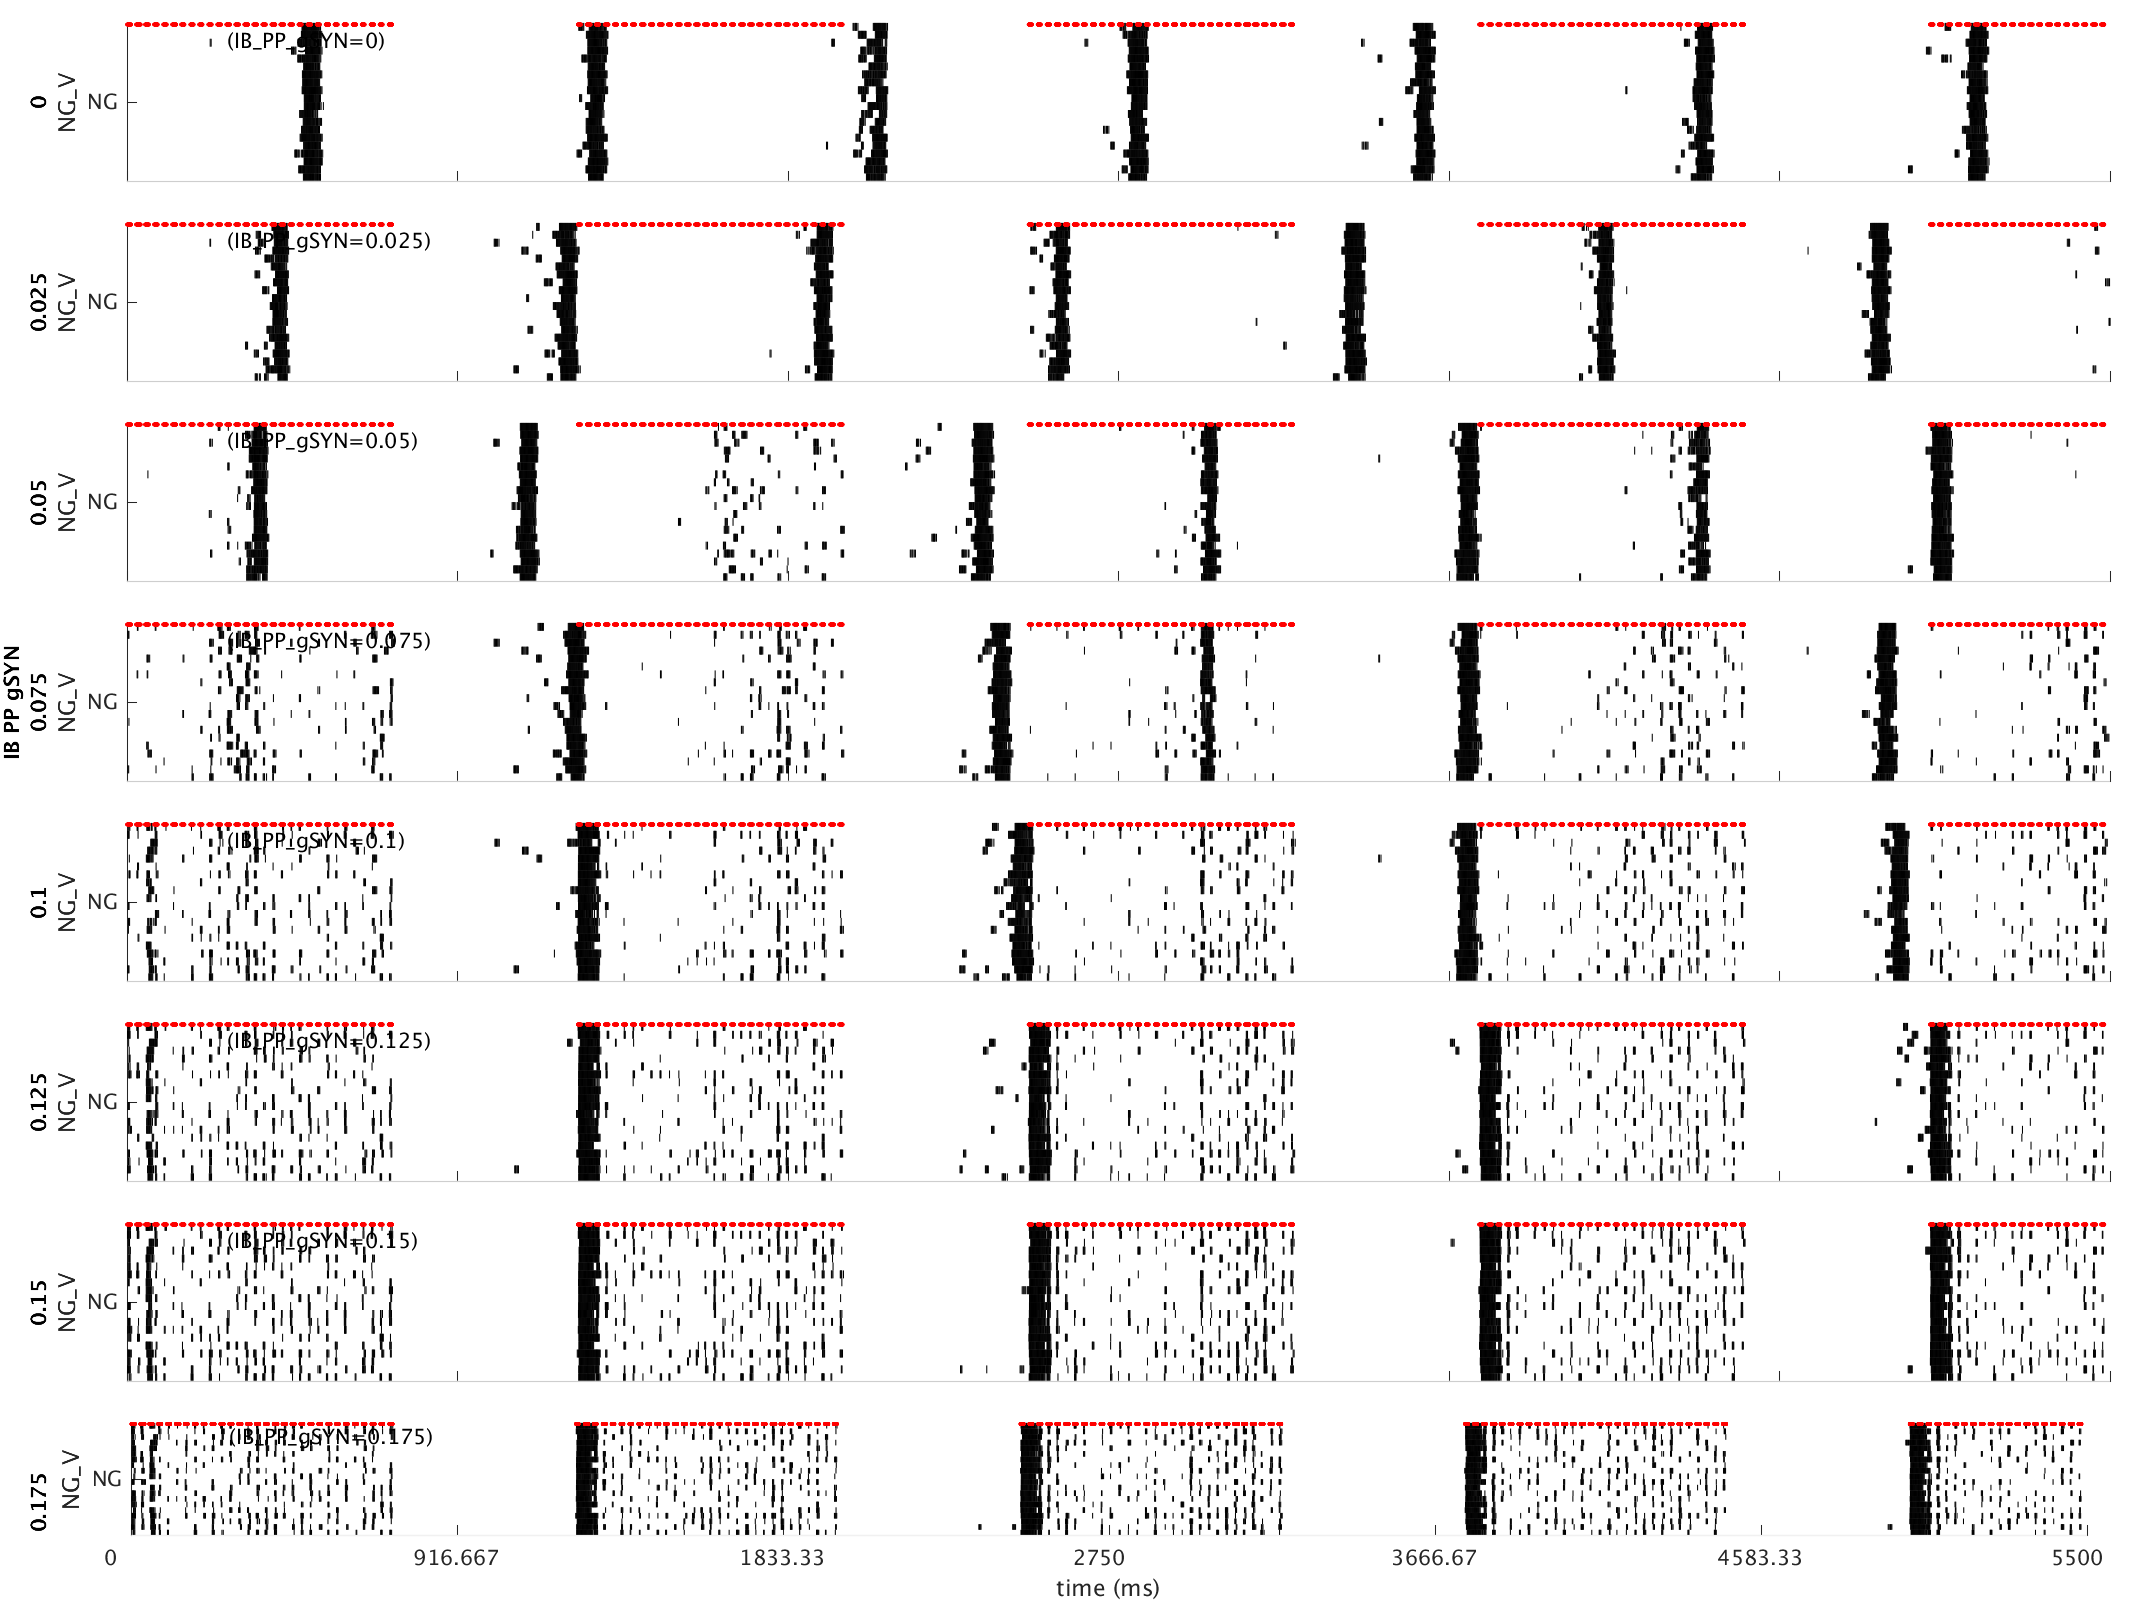 (IB_PP_gSYN=0)
0
NG_V
NG
(IB_PP_gSYN=0.025)
0.025
NG_V
NG
(IB_PP_gSYN=0.05)
0.05
NG_V
NG
IB PP gSYN
(IB_PP_gSYN=0.075)
0.075
NG_V
NG
(IB_PP_gSYN=0.1)
0.1
NG_V
NG
(IB_PP_gSYN=0.125)
0.125
NG_V
NG
(IB_PP_gSYN=0.15)
0.15
NG_V
NG
(IB_PP_gSYN=0.175)
0.175
NG_V
NG
0 916.667 1833.33 2750 3666.67 4583.33 5500
time (ms)